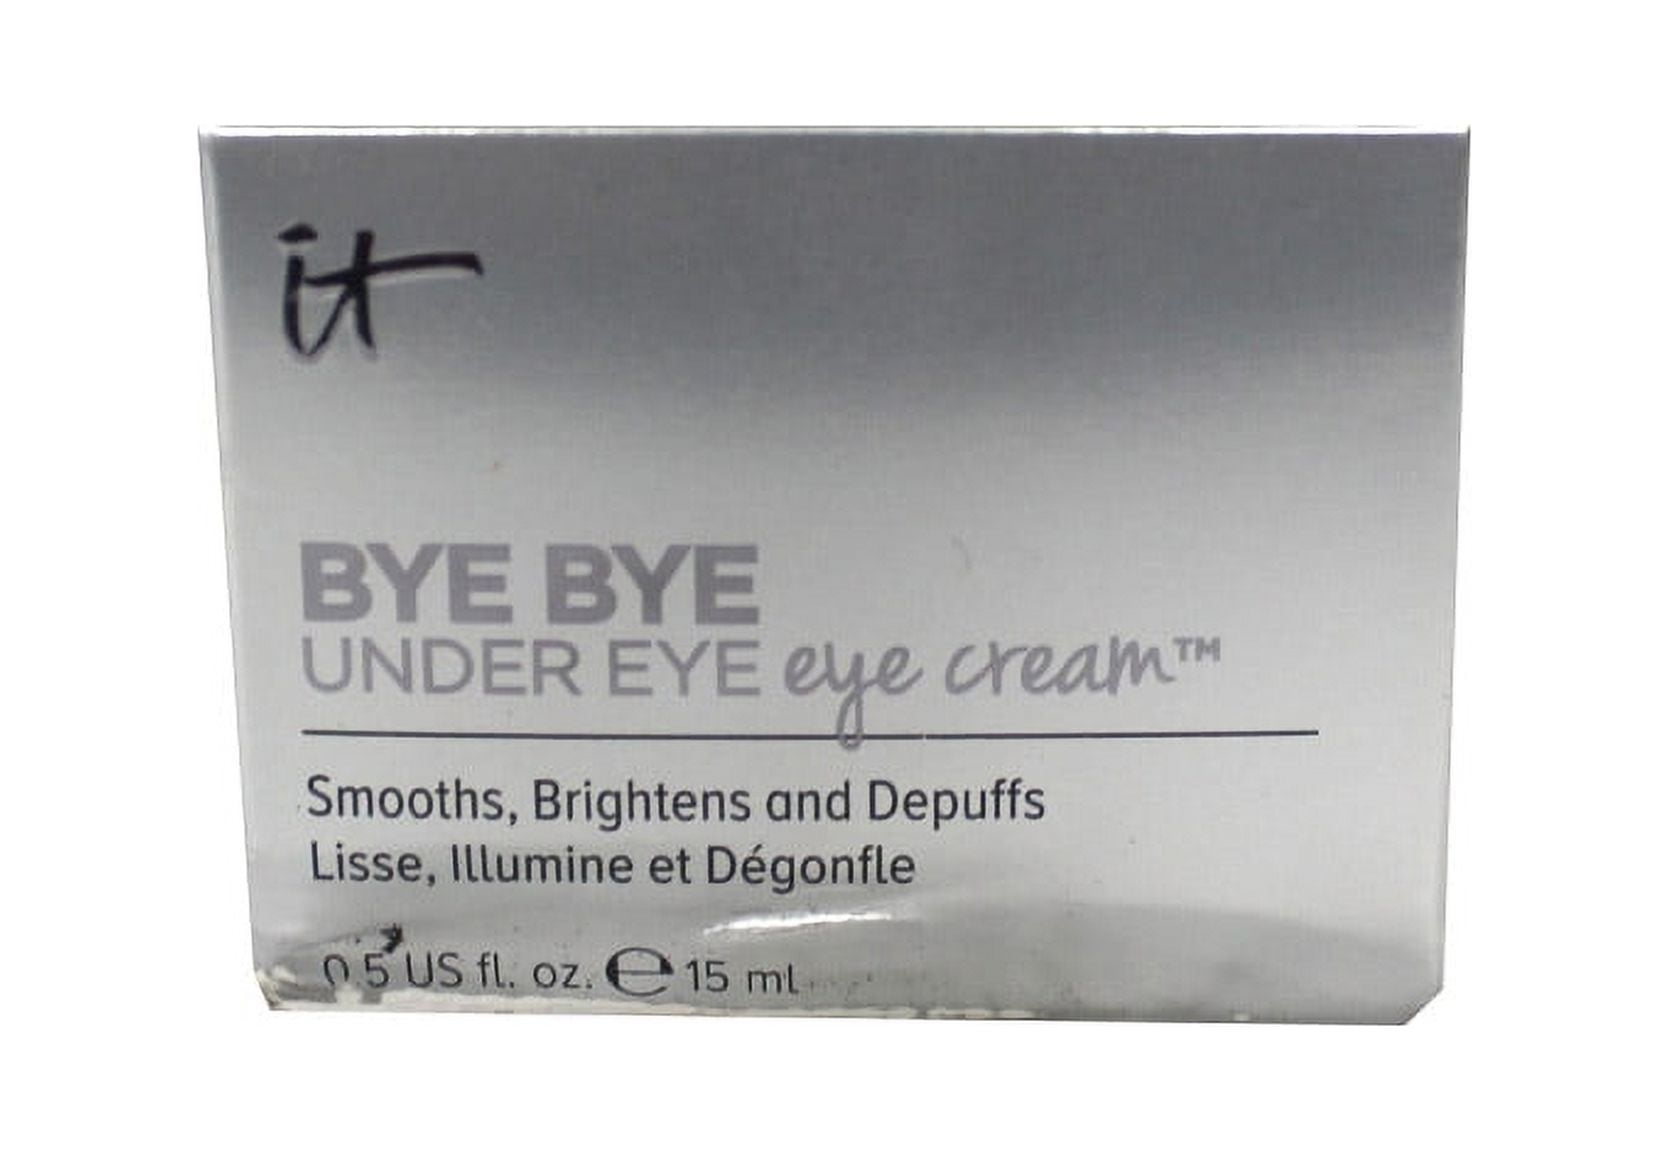 it
BYE BYE
UNDER EYE eye cream™
Smooths, Brightens and Depuffs
Lisse, Illumine et Dégonfle
0.5 US fl. oz. ℮ 15 ml